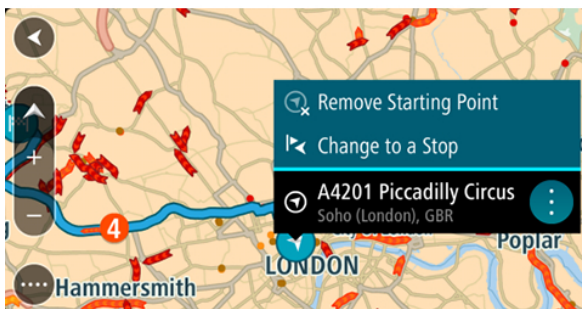 Remove Starting Point
Change to a Stop
A4201 Piccadilly Circus
Soho (London), GBR
Poplar
4
LONDON
Hammersmith